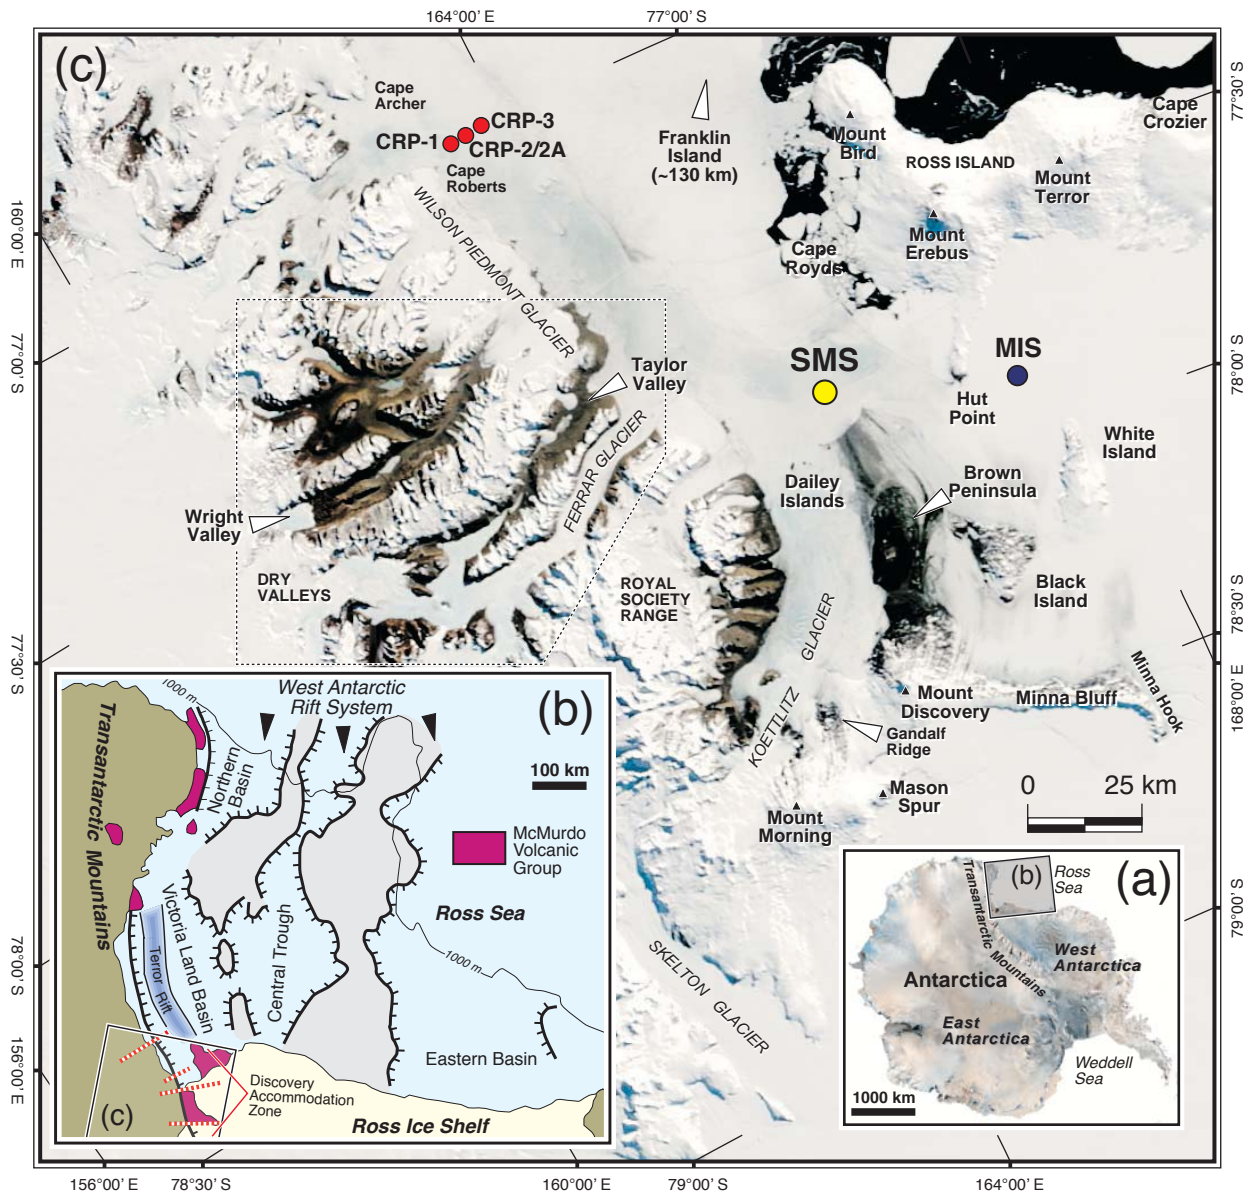 164°00' E
77°00' S
(c)
Cape
Archer
CRP-3
CRP-1
CRP-2/2A
Cape
Roberts
Franklin
Island
(~130 km)
Mount
Bird
ROSS ISLAND
Cape
Crozier
Mount
Terror
Mount
Erebus
Cape
Royds
77°30' S
160°00' E
WILSON PIEDMONT GLACIER
Taylor
Valley
SMS
MIS
Hut
Point
78°00' S
77°00' S
White
Island
FERRAR GLACIER
Dailey
Islands
Brown
Peninsula
Wright
Valley
DRY
VALLEYS
ROYAL
SOCIETY
RANGE
Black
Island
78°30' S
KOETTLITZ GLACIER
Mount
Discovery
Minna Bluff
Minna Hook
168°00' E
Gandalf
Ridge
Mason
Spur
Mount
Morning
0 25 km
77°30' S
(b)
1000 m
West Antarctic
Rift System
Transantarctic Mountains
Northern
Basin
100 km
McMurdo
Volcanic
Group
Victoria Land Basin
Terror Rift
Central Trough
Ross Sea
1000 m
Eastern Basin
Discovery
Accommodation
Zone
(c)
Ross Ice Shelf
SKELTON GLACIER
(a)
(b)
Ross
Sea
Transantarctic Mountains
West
Antarctica
Antarctica
East
Antarctica
Weddell
Sea
1000 km
79°00' S
78°00' S
156°00' E
156°00' E
78°30' S
160°00' E
79°00' S
164°00' E